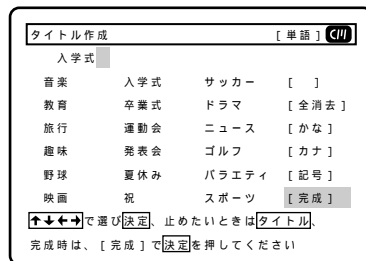 タイトル作成 [単語] CM
入学式
音楽 入学式 サッカー [ ]
教育 卒業式 ドラマ [全消去]
旅行 運動会 ニュース [かな]
趣味 発表会 ゴルフ [カナ]
野球 夏休み バラエティ [記号]
映画 祝 スポーツ [完成]
↑↓←→で選び決定、止めたいときはタイトル、
完成時は、[完成]で決定を押してください